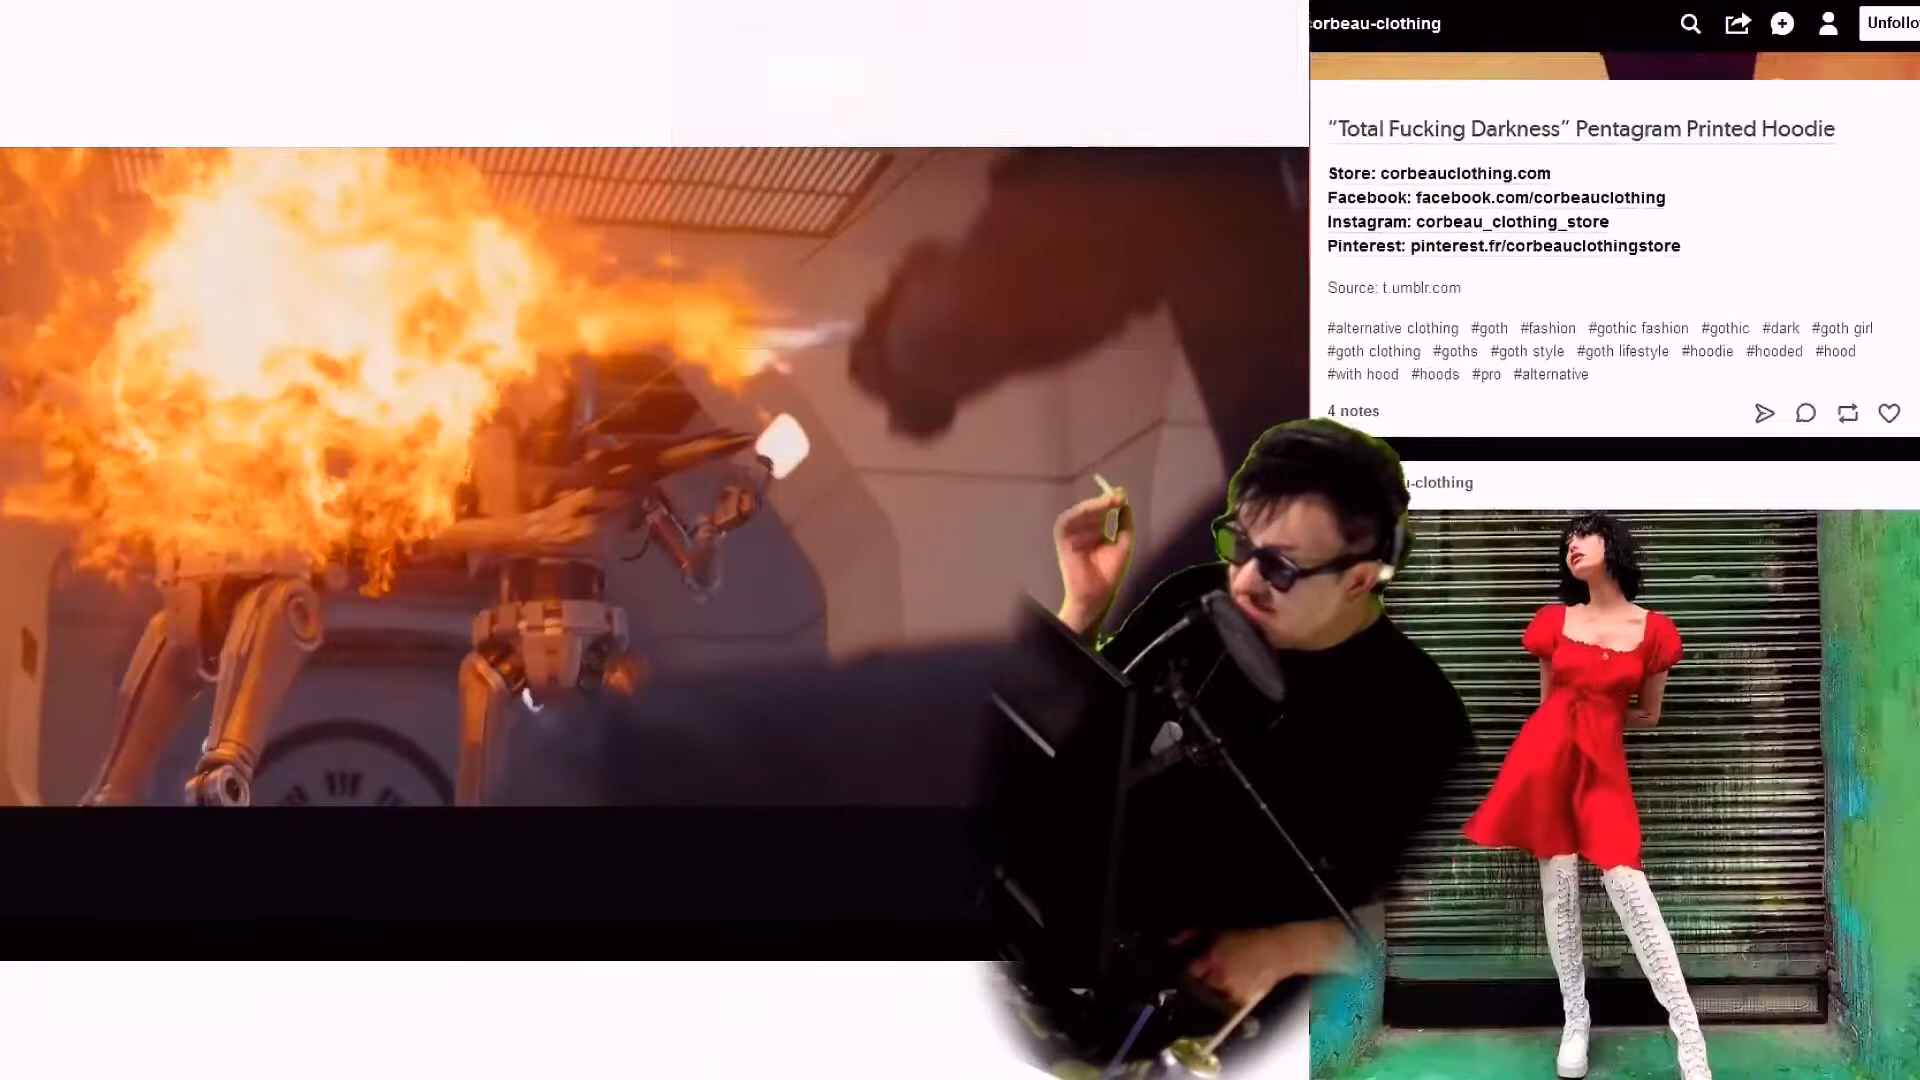 corbeau-clothing
Unfollo
"Total Fucking Darkness" Pentagram Printed Hoodie
Store: corbeauclothing.com
Facebook: facebook.com/corbeauclothing
Instagram: corbeau_clothing_store
Pinterest: pinterest.fr/corbeauclothingstore
Source: t.umblr.com
#alternative clothing #goth #fashion #gothic fashion #gothic #dark #goth girl
#goth clothing #goths #goth style #goth lifestyle #hoodie #hooded #hood
#with hood #hoods #pro #alternative
4 notes
u-clothing